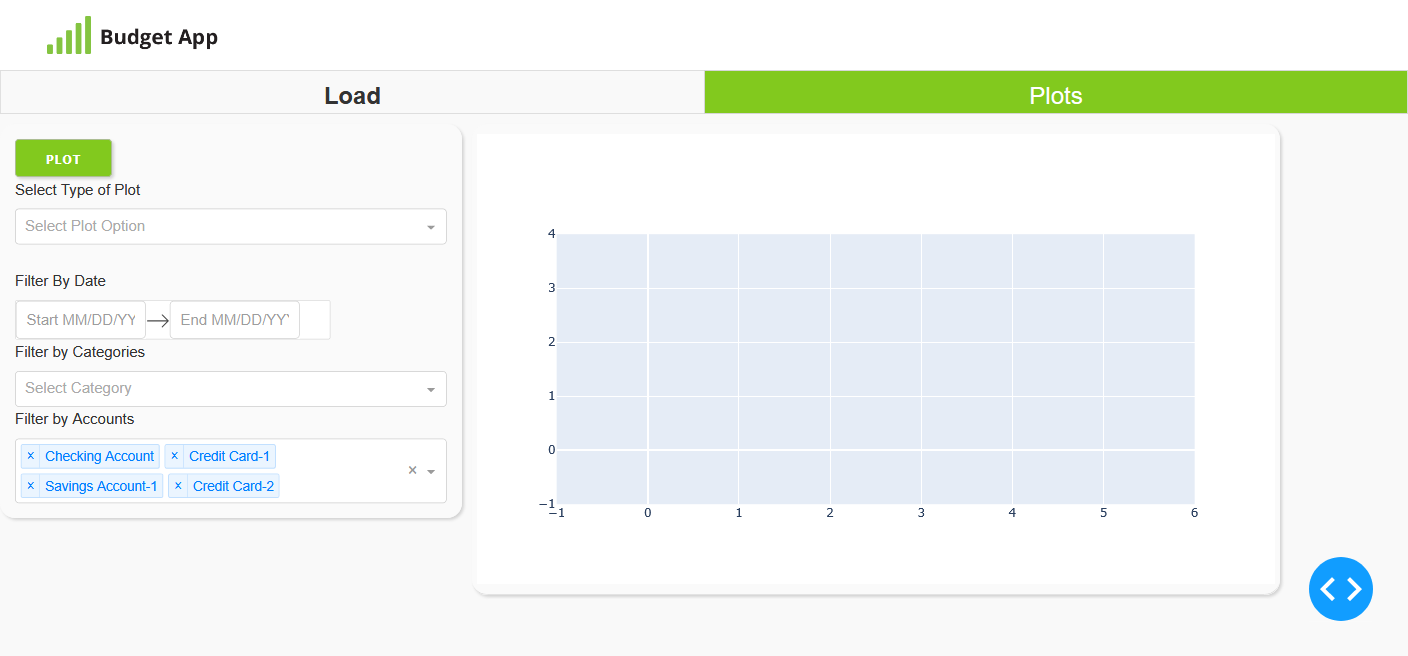 Budget App
Load
Plots
PLOT
Select Type of Plot
Select Plot Option
Filter By Date
Start MM/DD/YY
End MM/DD/YY
Filter by Categories
Select Category
Filter by Accounts
× Checking Account × Credit Card-1
× Savings Account-1 × Credit Card-2
×
4
3
2
1
0
−1
−1 0 1 2 3 4 5 6